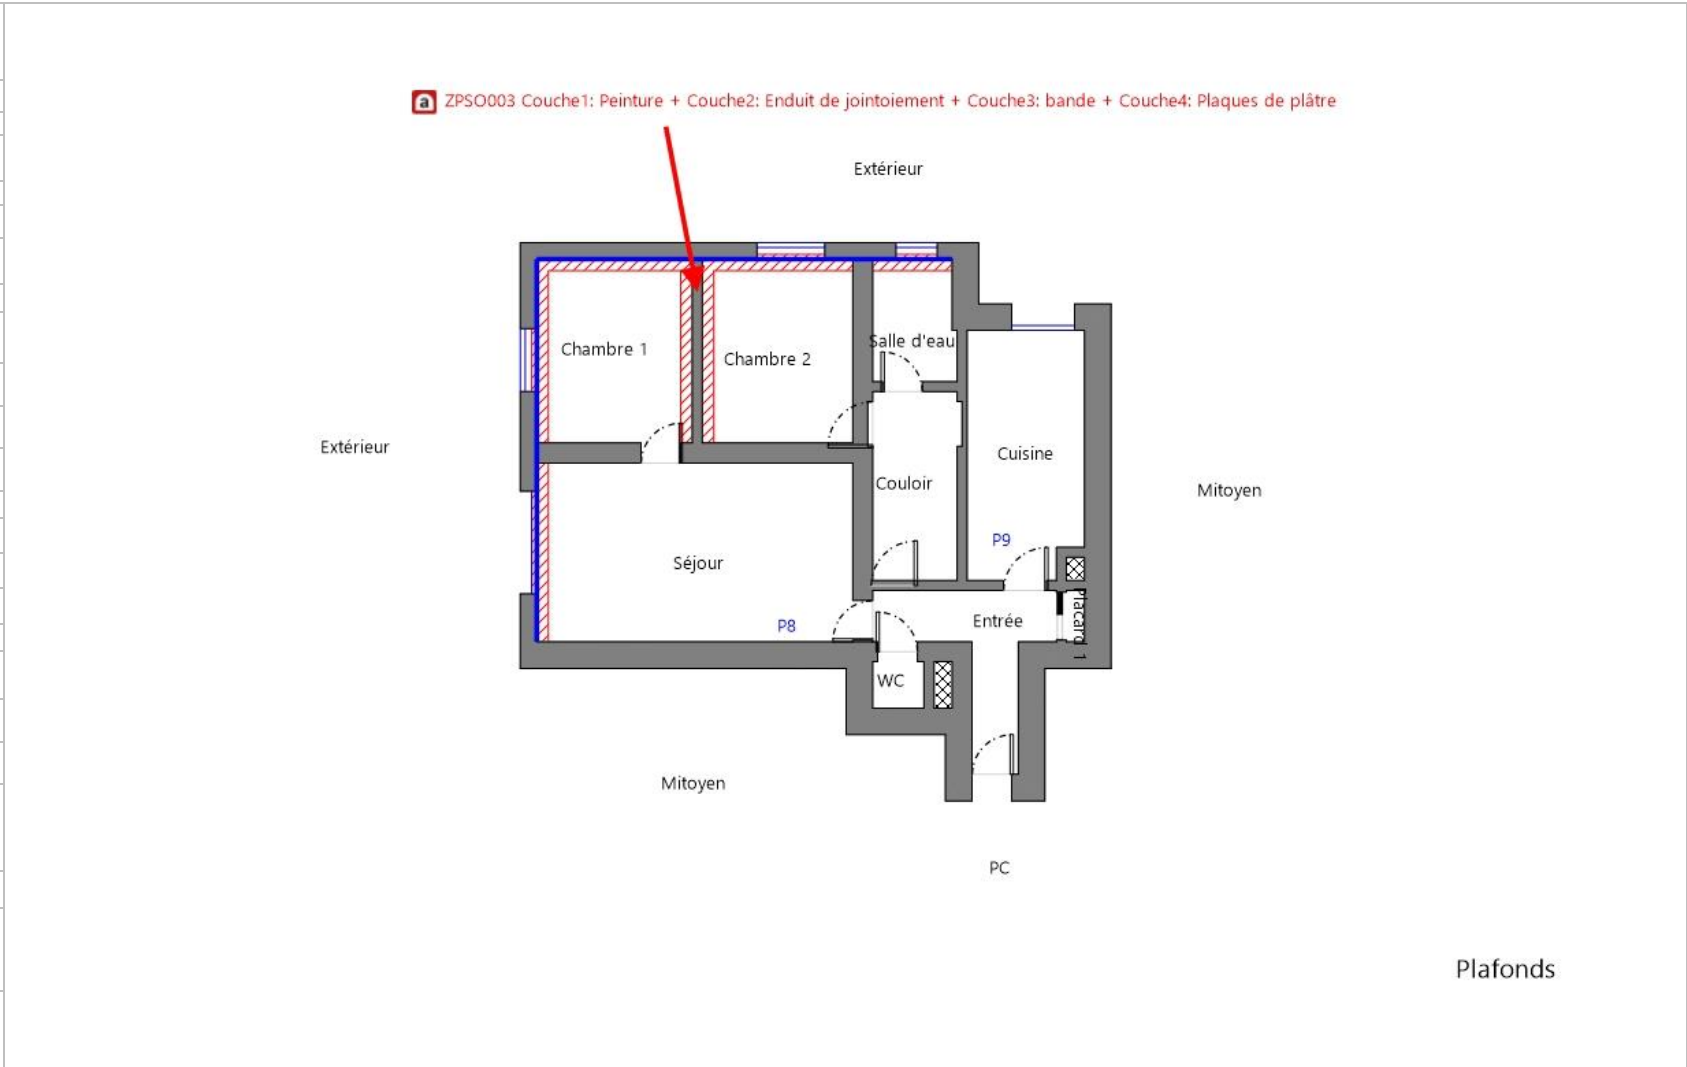 a ZPSO003 Couche1: Peinture + Couche2: Enduit de jointoiement + Couche3: bande + Couche4: Plaques de plâtre
Extérieur
Salle d'eau
Chambre 1
Chambre 2
Extérieur
Cuisine
Couloir
Mitoyen
P9
Séjour
Placard 1
Entrée
P8
WC
Mitoyen
PC
Plafonds